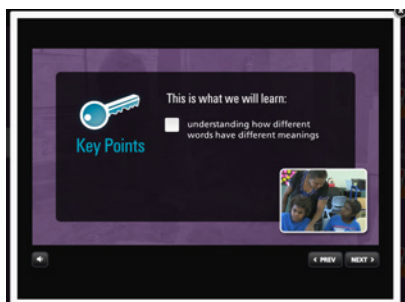 This is what we will learn:
understanding how different
words have different meanings
Key Points
< PREV
NEXT >